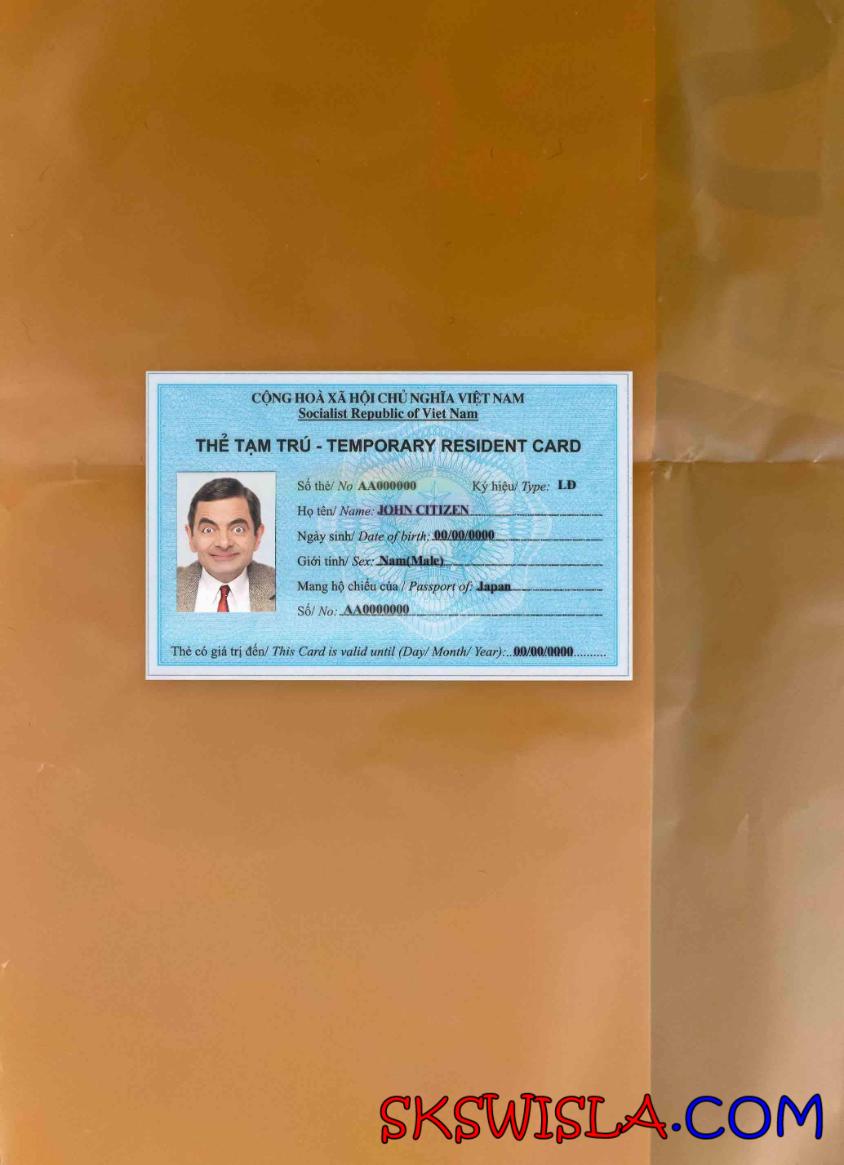 CỘNG HOÀ XÃ HỘI CHỦ NGHĨA VIỆT NAM
Socialist Republic of Viet Nam
THẺ TẠM TRÚ - TEMPORARY RESIDENT CARD
Số thẻ/ No AA000000 Ký hiệu/ Type: LĐ
Họ tên/ Name: JOHN CITIZEN
Ngày sinh/ Date of birth: 00/00/0000
Giới tính/ Sex: Nam(Male)
Mang hộ chiếu của / Passport of: Japan
Số/ No: AA0000000
Thẻ có giá trị đến/ This Card is valid until (Day/ Month/ Year):..00/00/0000..........
SKSWISLA.COM